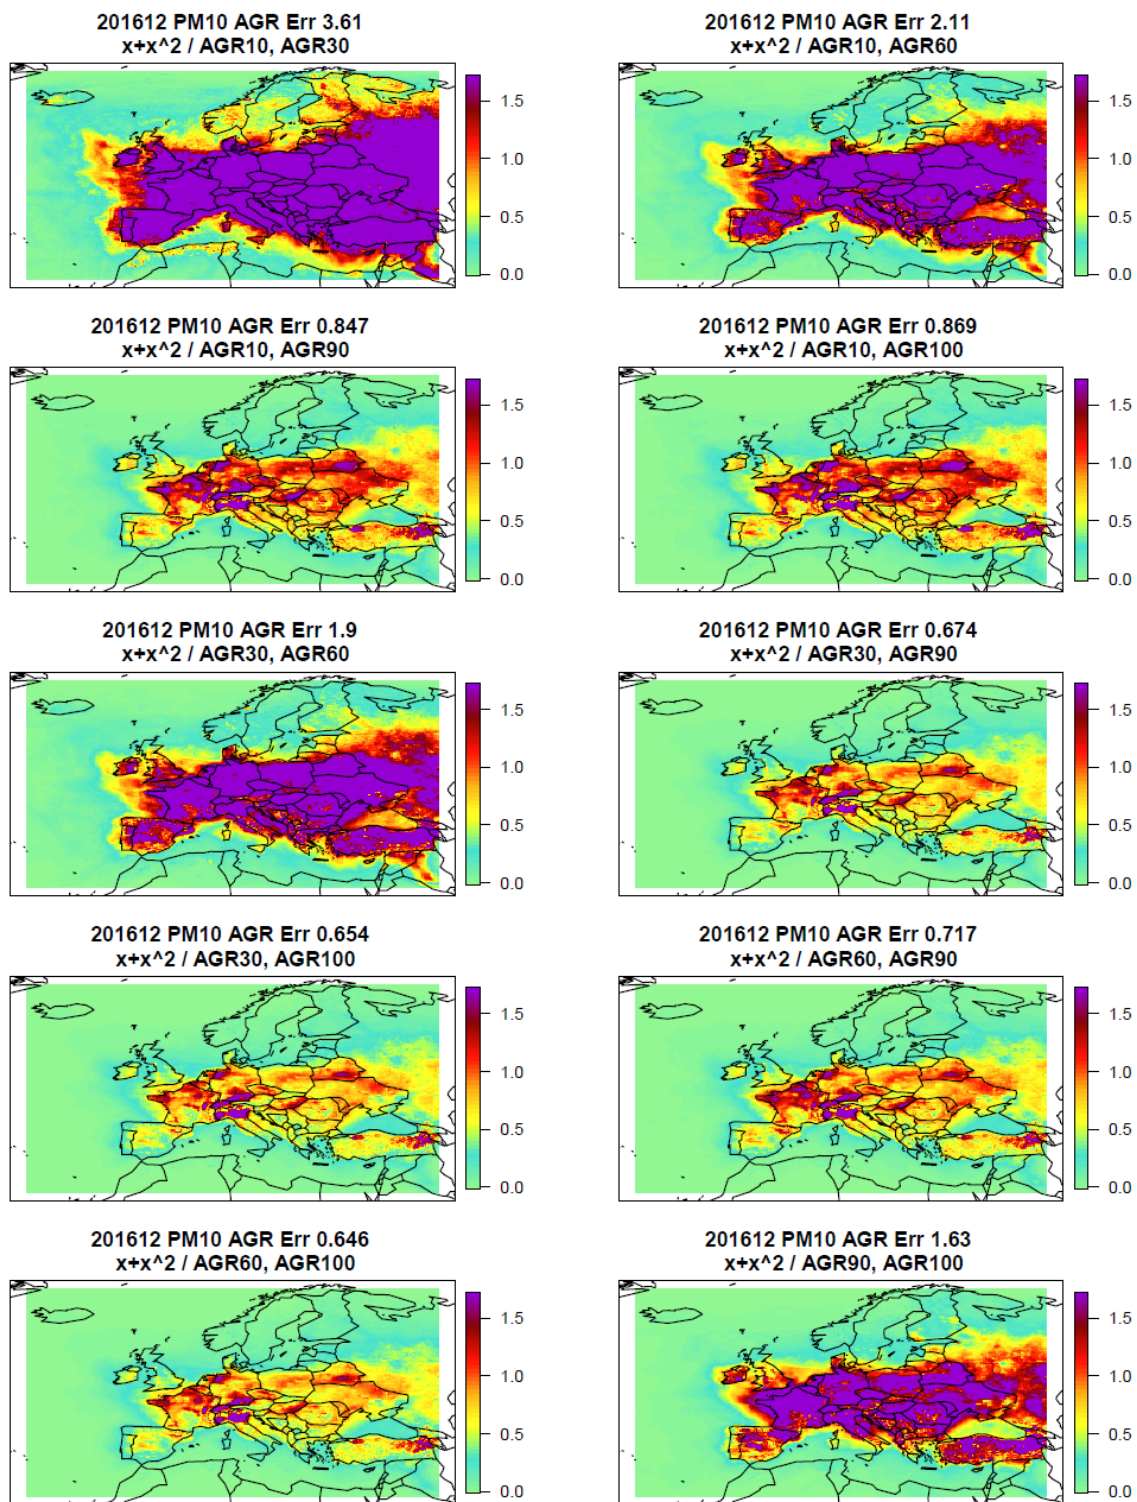 201612 PM10 AGR Err 3.61
x+x^2 / AGR10, AGR30
1.5
1.0
0.5
0.0
201612 PM10 AGR Err 2.11
x+x^2 / AGR10, AGR60
1.5
1.0
0.5
0.0
201612 PM10 AGR Err 0.847
x+x^2 / AGR10, AGR90
1.5
1.0
0.5
0.0
201612 PM10 AGR Err 0.869
x+x^2 / AGR10, AGR100
1.5
1.0
0.5
0.0
201612 PM10 AGR Err 1.9
x+x^2 / AGR30, AGR60
1.5
1.0
0.5
0.0
201612 PM10 AGR Err 0.674
x+x^2 / AGR30, AGR90
1.5
1.0
0.5
0.0
201612 PM10 AGR Err 0.654
x+x^2 / AGR30, AGR100
1.5
1.0
0.5
0.0
201612 PM10 AGR Err 0.717
x+x^2 / AGR60, AGR90
1.5
1.0
0.5
0.0
201612 PM10 AGR Err 0.646
x+x^2 / AGR60, AGR100
1.5
1.0
0.5
0.0
201612 PM10 AGR Err 1.63
x+x^2 / AGR90, AGR100
1.5
1.0
0.5
0.0